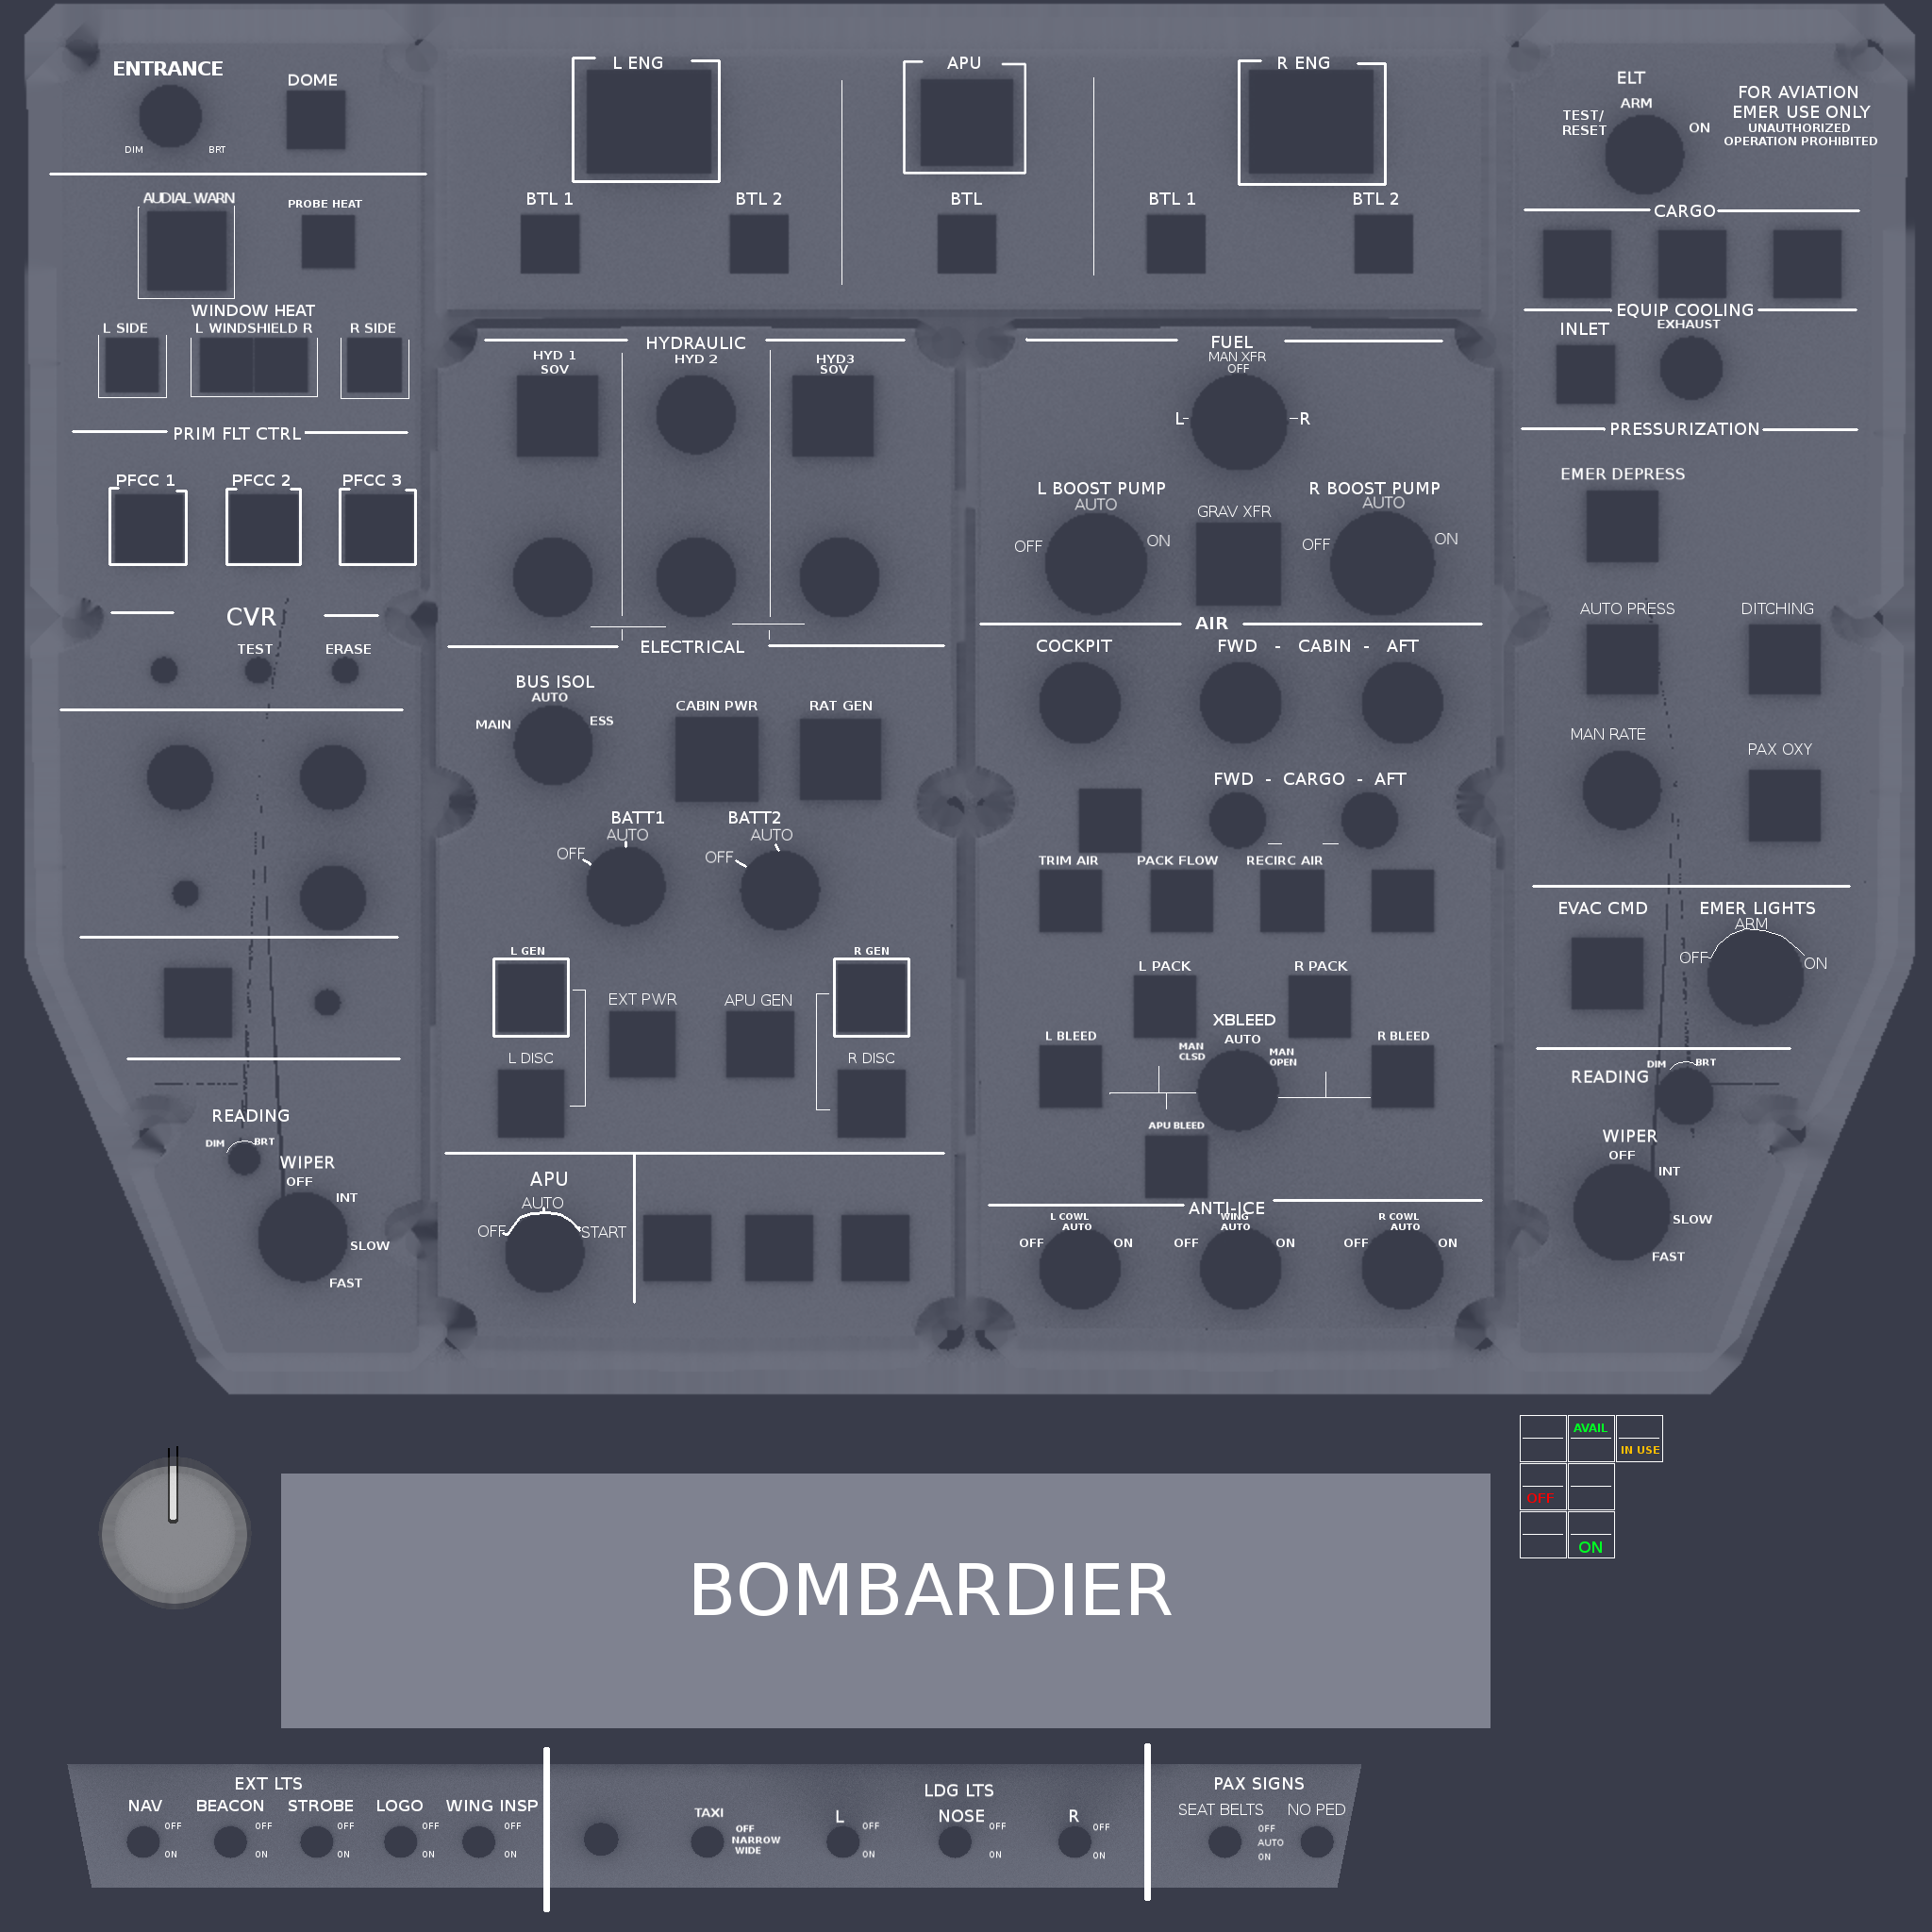 ENTRANCE
DOME
DIM BRT
AUDIAL WARN
PROBE HEAT
WINDOW HEAT
L SIDE L WINDSHIELD R R SIDE
PRIM FLT CTRL
PFCC 1 PFCC 2 PFCC 3
CVR
TEST ERASE
READING
DIM BRT
WIPER
OFF
INT
SLOW
FAST
L ENG APU R ENG
BTL 1 BTL 2 BTL BTL 1 BTL 2
HYDRAULIC
HYD 1 HYD 2 HYD3
SOV SOV
ELECTRICAL
BUS ISOL
AUTO
MAIN ESS
CABIN PWR RAT GEN
BATT1 BATT2
AUTO AUTO
OFF OFF
L GEN R GEN
EXT PWR APU GEN
L DISC R DISC
APU
AUTO
OFF START
FUEL
MAN XFR
OFF
L R
L BOOST PUMP R BOOST PUMP
AUTO GRAV XFR AUTO
OFF ON OFF ON
AIR
COCKPIT FWD - CABIN - AFT
FWD - CARGO - AFT
TRIM AIR PACK FLOW RECIRC AIR
L PACK R PACK
XBLEED
L BLEED AUTO R BLEED
MAN CLSD MAN OPEN
APU BLEED
ANTI-ICE
L COWL WING R COWL
AUTO AUTO AUTO
OFF ON OFF ON OFF ON
ELT
ARM
TEST/
RESET
ON
FOR AVIATION
EMER USE ONLY
UNAUTHORIZED
OPERATION PROHIBITED
CARGO
EQUIP COOLING
INLET EXHAUST
PRESSURIZATION
EMER DEPRESS
AUTO PRESS DITCHING
MAN RATE PAX OXY
EVAC CMD EMER LIGHTS
ARM
OFF ON
READING DIM BRT
WIPER
OFF
INT
SLOW
FAST
AVAIL
IN USE
OFF
ON
BOMBARDIER
EXT LTS
NAV BEACON STROBE LOGO WING INSP
OFF OFF OFF OFF OFF
ON ON ON ON ON
TAXI
OFF
NARROW
WIDE
LDG LTS
L NOSE R
OFF OFF OFF
ON ON ON
PAX SIGNS
SEAT BELTS NO PED
OFF
AUTO
ON